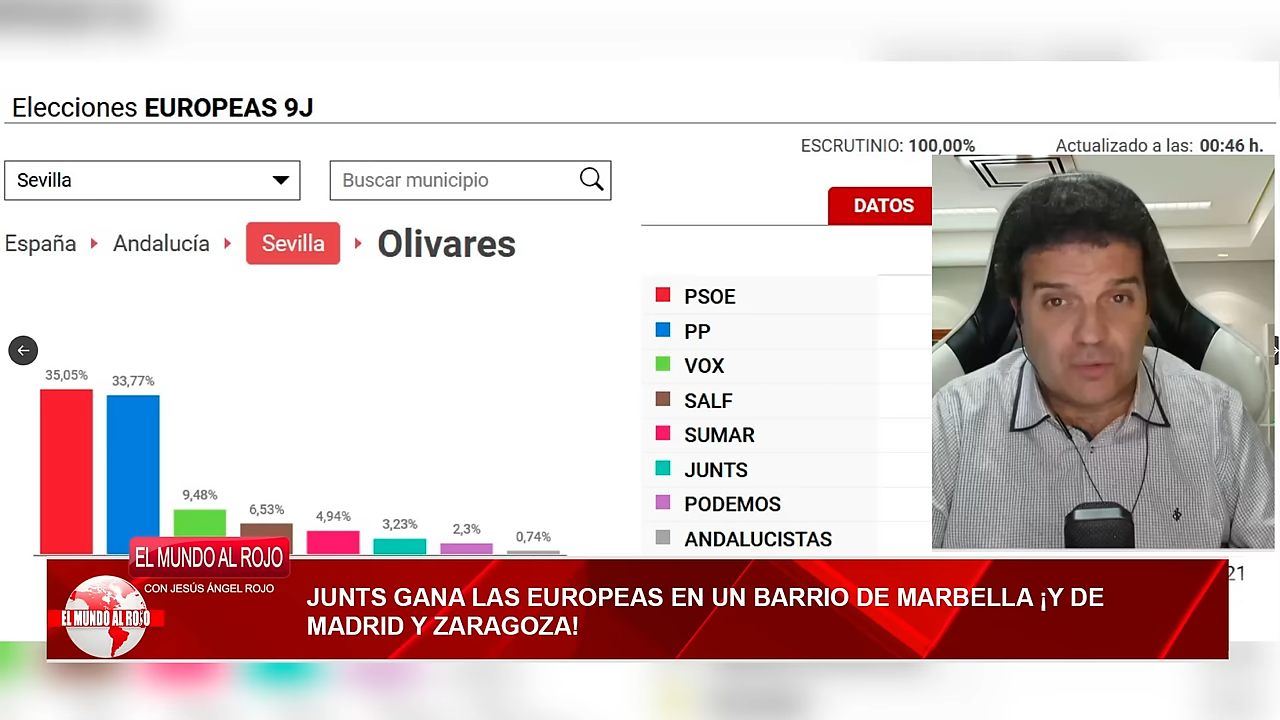 Elecciones EUROPEAS 9J
ESCRUTINIO: 100,00%
Actualizado a las: 00:46 h.
Sevilla
Buscar municipio
DATOS
España
Andalucía
Sevilla
Olivares
PSOE
PP
VOX
SALF
SUMAR
JUNTS
PODEMOS
ANDALUCISTAS
35,05%
33,77%
9,48%
6,53%
4,94%
3,23%
2,3%
0,74%
21
EL MUNDO AL ROJO
CON JESÚS ÁNGEL ROJO
EL MUNDO AL ROJO
JUNTS GANA LAS EUROPEAS EN UN BARRIO DE MARBELLA ¡Y DE
MADRID Y ZARAGOZA!